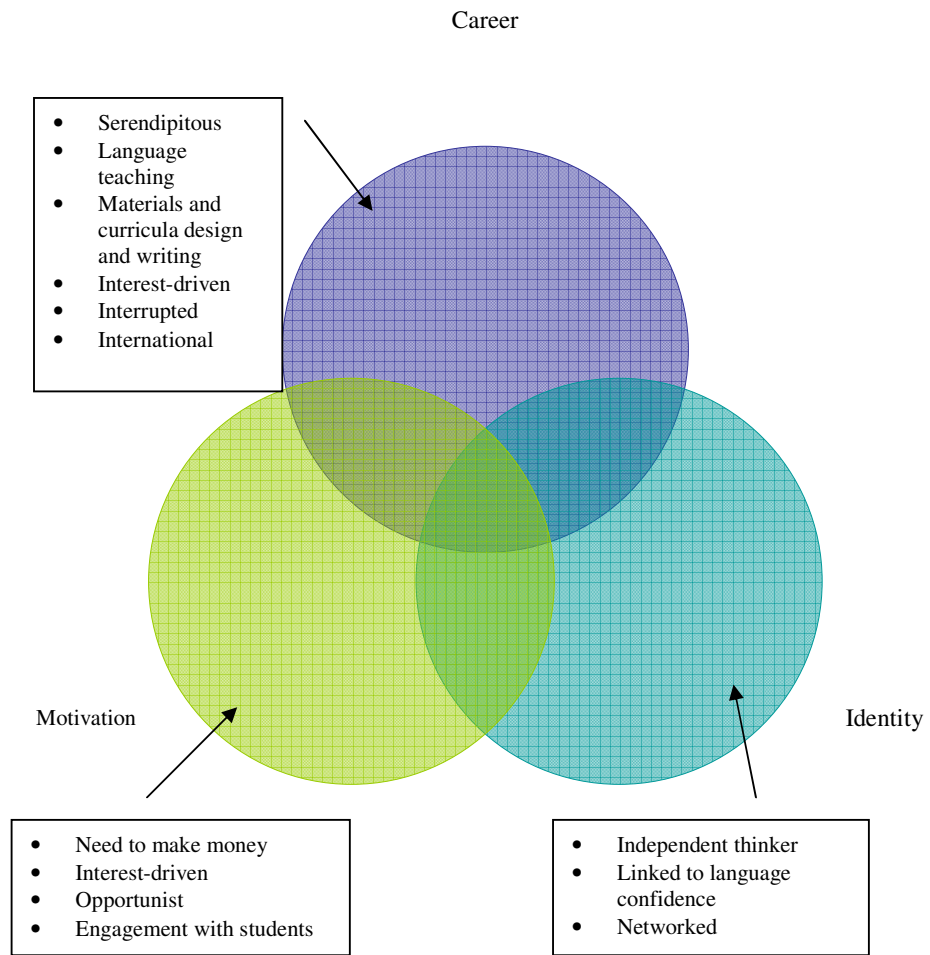 Career
• Serendipitous
• Language
teaching
• Materials and
curricula design
and writing
• Interest-driven
• Interrupted
• International
Motivation
Identity
• Need to make money
• Interest-driven
• Opportunist
• Engagement with students
• Independent thinker
• Linked to language
confidence
• Networked